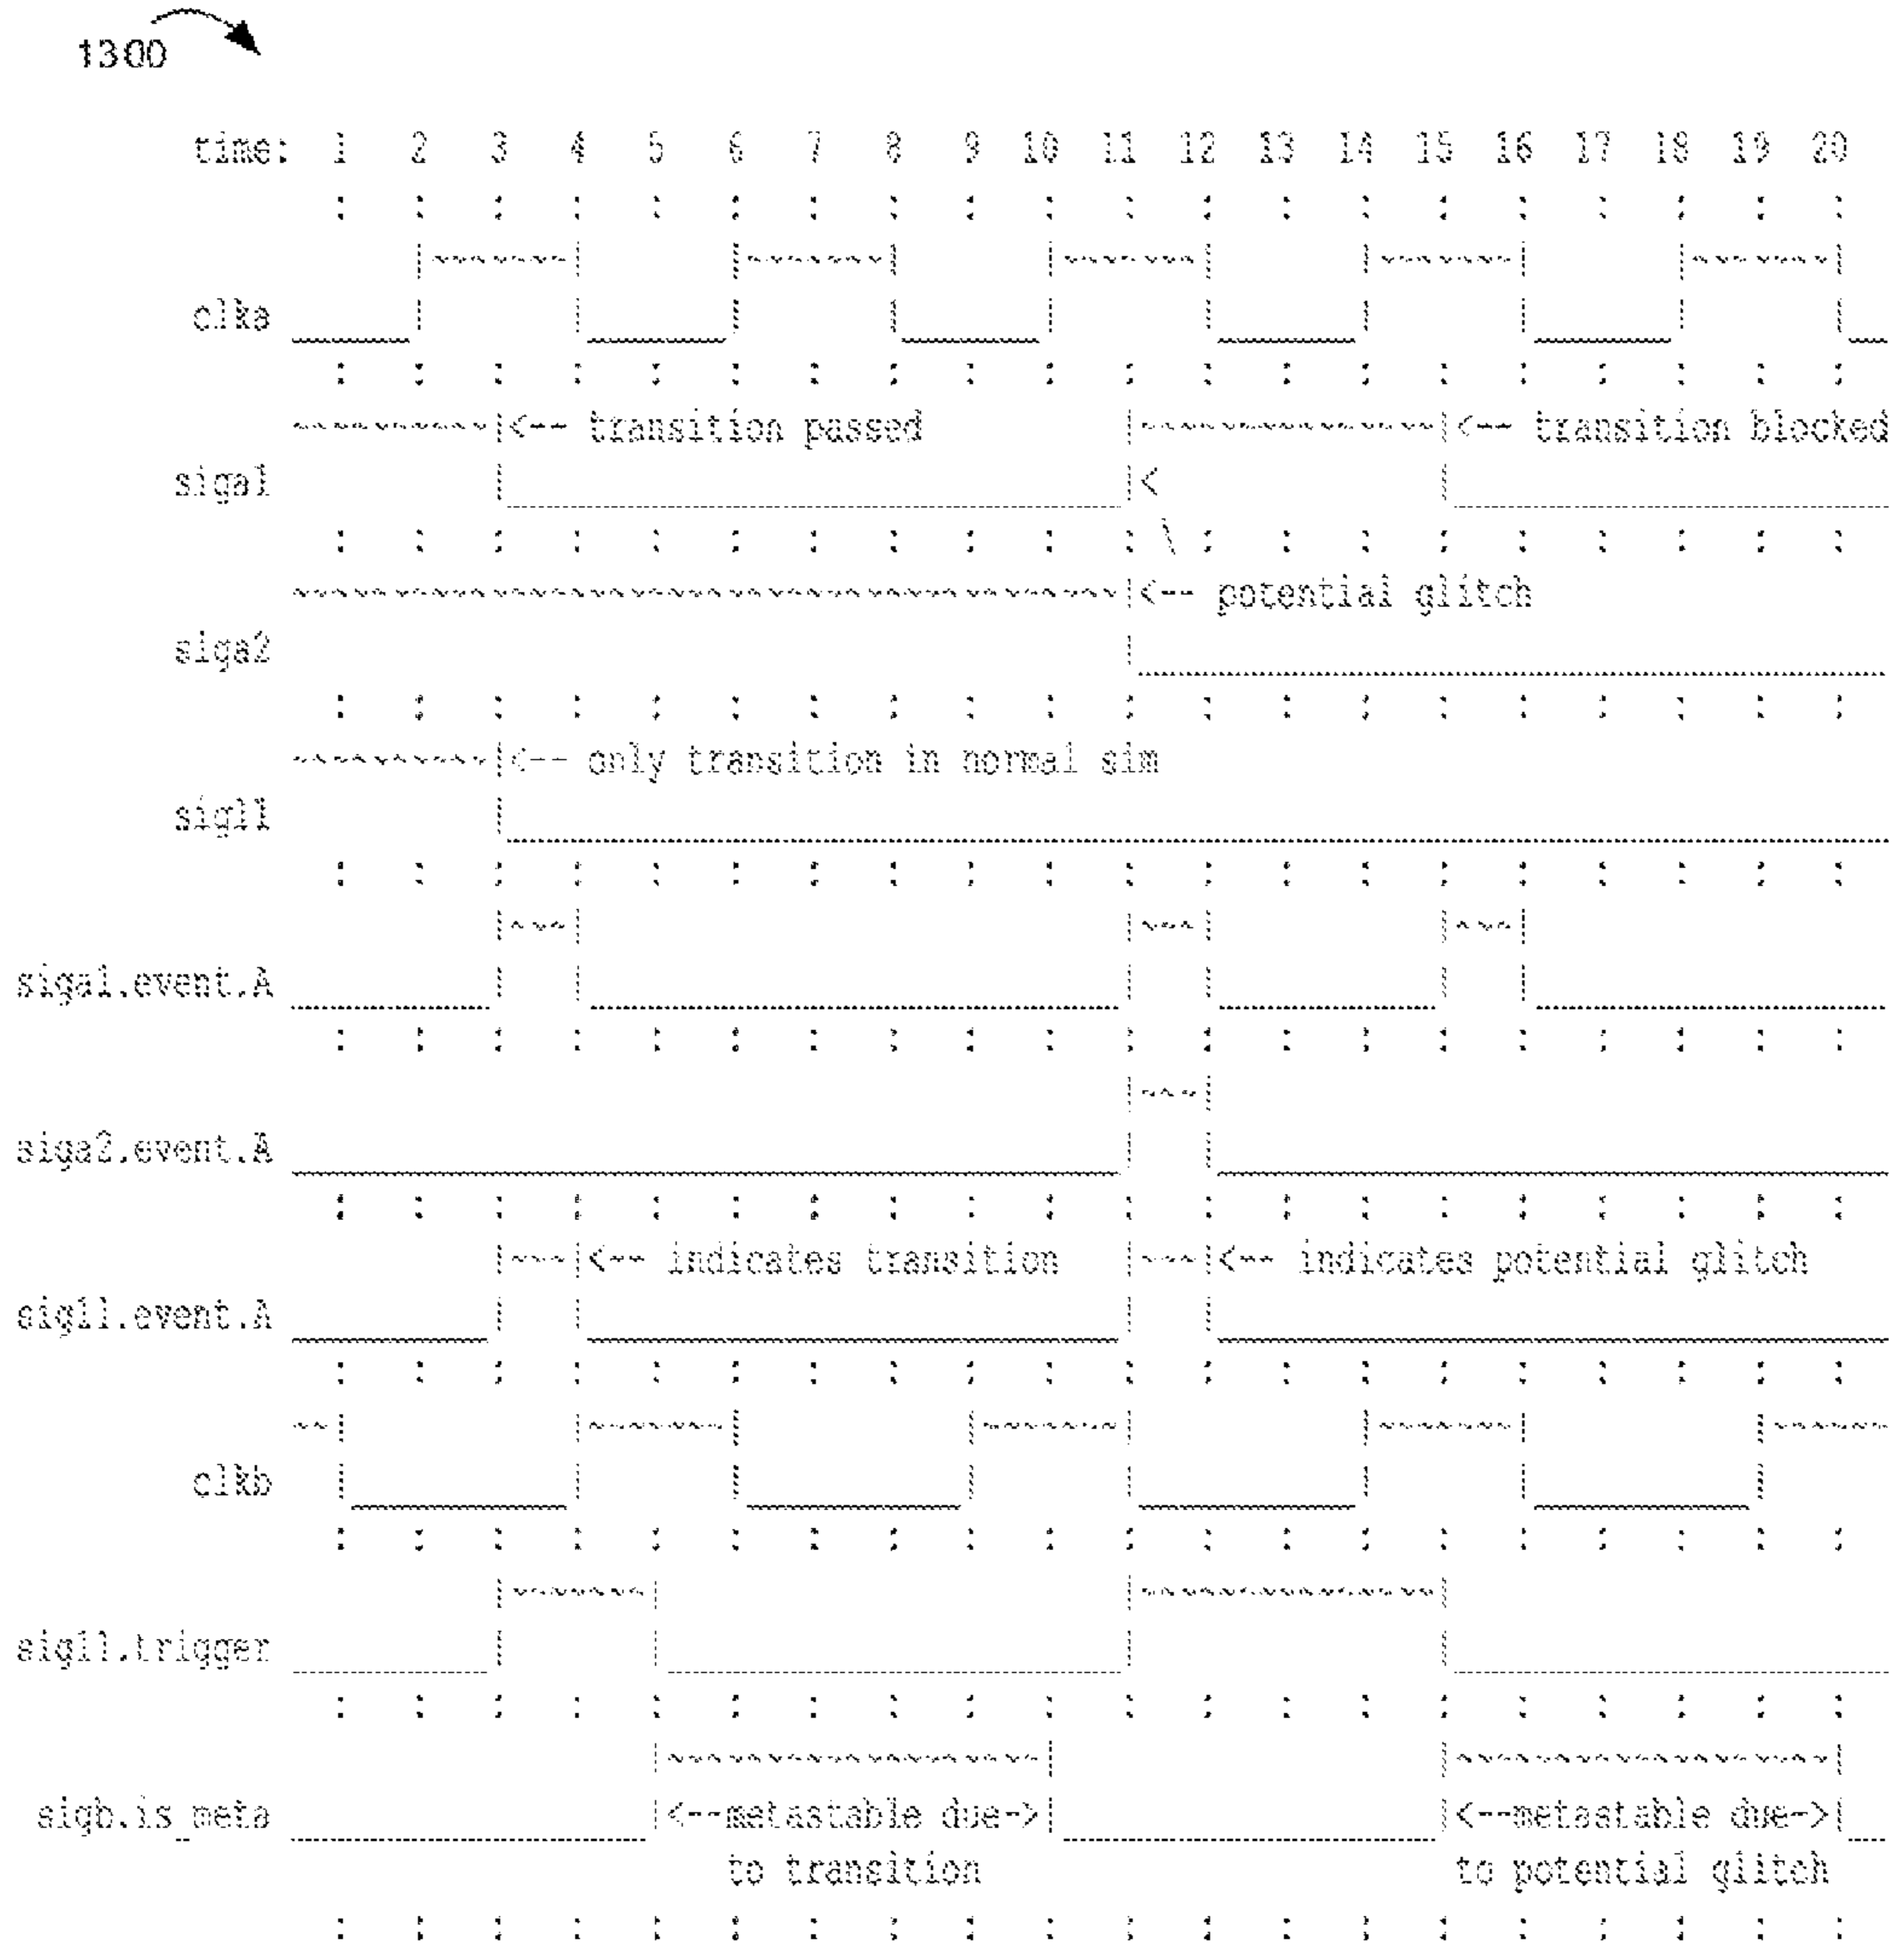 1300
time: 1 2 3 4 5 6 7 8 9 10 11 12 13 14 15 16 17 18 19 20
clka
<-- transition passed <-- transition blocked
siga1 <
\
<-- potential glitch
siga2
<-- only transition in normal sim
sig11
siga1.event.A
siga2.event.A
<-- indicates transition <-- indicates potential glitch
sig11.event.A
clkb
sig11.trigger
sigb.is_meta <--metastable due-> <--metastable due->
to transition to potential glitch